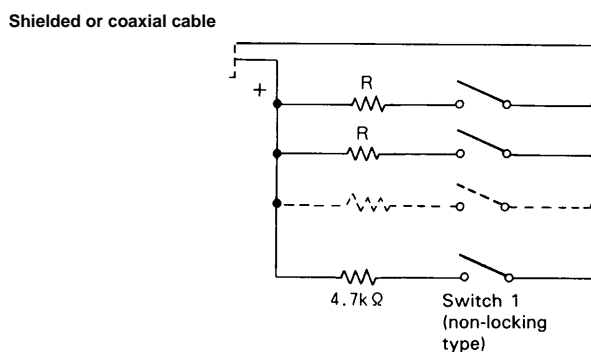 Shielded or coaxial cable
+
R
R
4.7kΩ
Switch 1
(non-locking
type)